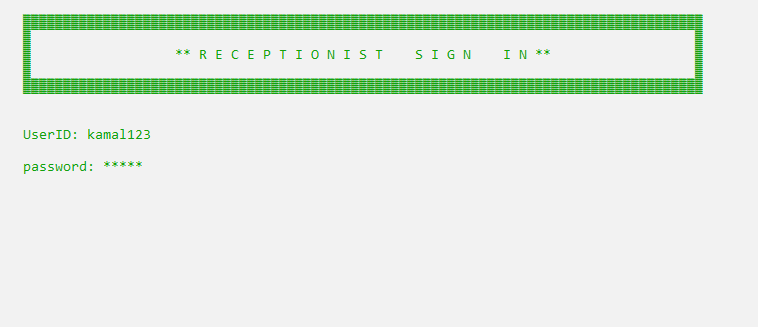 ** R E C E P T I O N I S T    S I G N    I N **
UserID: kamal123
password: *****